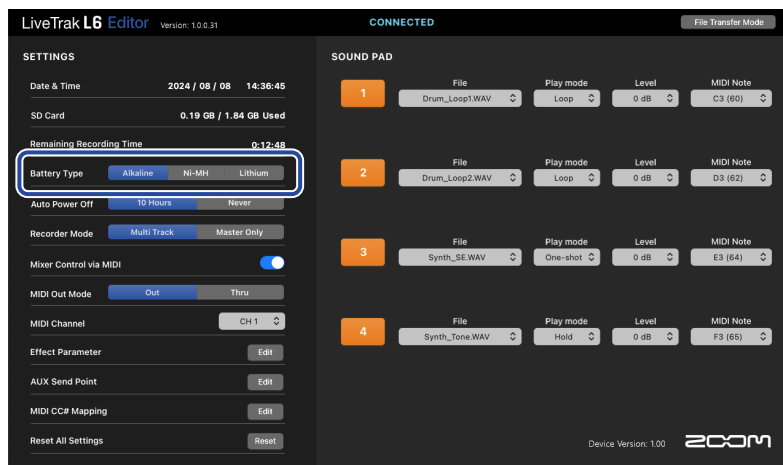 LiveTrak L6 Editor Version: 1.0.0.31 CONNECTED File Transfer Mode
SETTINGS
Date & Time 2024 / 08 / 08 14:36:45
SD Card 0.19 GB / 1.84 GB Used
Remaining Recording Time 0:12:48
Battery Type Alkaline Ni-MH Lithium
Auto Power Off 10 Hours Never
Recorder Mode Multi Track Master Only
Mixer Control via MIDI
MIDI Out Mode Out Thru
MIDI Channel CH 1
Effect Parameter Edit
AUX Send Point Edit
MIDI CC# Mapping Edit
Reset All Settings Reset
SOUND PAD
File Play mode Level MIDI Note
1 Drum_Loop1.WAV Loop 0 dB C3 (60)
File Play mode Level MIDI Note
2 Drum_Loop2.WAV Loop 0 dB D3 (62)
File Play mode Level MIDI Note
3 Synth_SE.WAV One-shot 0 dB E3 (64)
File Play mode Level MIDI Note
4 Synth_Tone.WAV Hold 0 dB F3 (65)
Device Version: 1.00 ZOOM